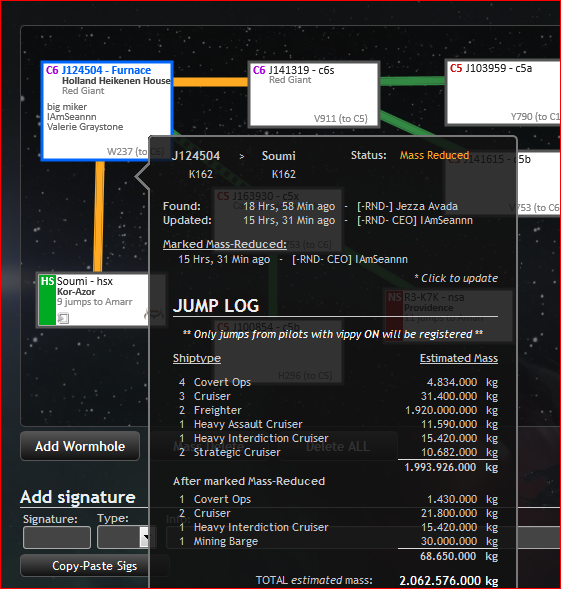 C6 J124504 - Furnace
Holland Heikenen House
Red Giant
big miker
IAmSeannn
Valerie Graystone
W237 (to C6)
C6 J141319 - c6s
Red Giant
V911 (to C5)
C5 J103959 - c5a
Y790 (to C1
J141615 - c5b
V753 (to C6
J124504 > Soumi Status: Mass Reduced
K162 K162
C5 J163930 - c5x
Found: 18 Hrs, 58 Min ago - [-RND-] Jezza Avada
Updated: 15 Hrs, 31 Min ago - [-RND- CEO] IAmSeannn
Marked Mass-Reduced:
15 Hrs, 31 Min ago - [-RND- CEO] IAmSeannn
* Click to update
HS Soumi - hsx
Kor-Azor
9 jumps to Amarr
NS R3-K7K - nsa
Providence
JUMP LOG
** Only jumps from pilots with vippy ON will be registered **
H296 (to C5)
Shiptype Estimated Mass
4 Covert Ops 4.834.000 kg
3 Cruiser 31.400.000 kg
2 Freighter 1.920.000.000 kg
1 Heavy Assault Cruiser 11.590.000 kg
1 Heavy Interdiction Cruiser 15.420.000 kg
2 Strategic Cruiser 10.682.000 kg
1.993.926.000 kg
After marked Mass-Reduced
1 Covert Ops 1.430.000 kg
2 Cruiser 21.800.000 kg
1 Heavy Interdiction Cruiser 15.420.000 kg
1 Mining Barge 30.000.000 kg
68.650.000 kg
TOTAL estimated mass: 2.062.576.000 kg
Add Wormhole
Mass Delete
Delete ALL
Add signature
Signature: Type: Info:
Copy-Paste Sigs